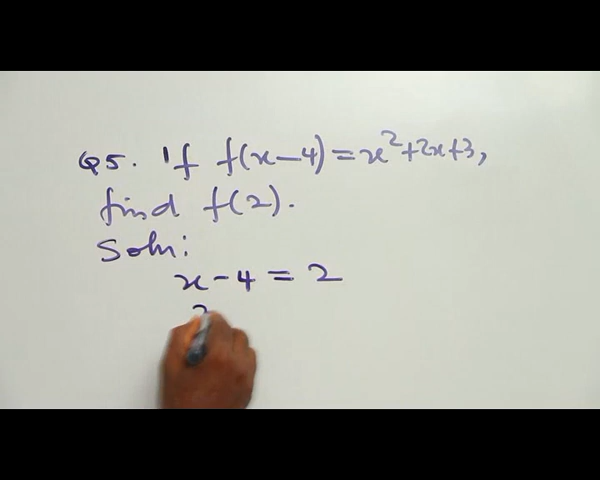 Q5. If f(x-4)=x²+2x+3,
find f(2).
Soln:
x-4=2